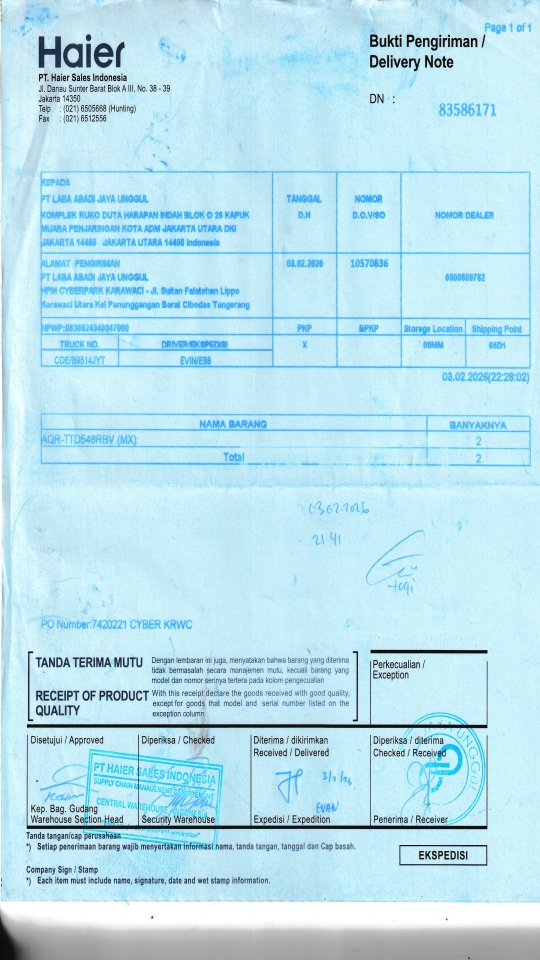 Page 1 of 1
Haier
Bukti Pengiriman /
Delivery Note
PT. Haier Sales Indonesia
Jl. Danau Sunter Barat Blok A III, No. 38 - 39
Jakarta 14350
Telp : (021) 6505668 (Hunting)
Fax : (021) 6512556
DN : 83586171
KEPADA
PT LABA ABADI JAYA UNGGUL
KOMPLEK RUKO DUTA HARAPAN INDAH BLOK O 26 KAPUK
MUARA PENJARINGAN KOTA ADM JAKARTA UTARA DKI
JAKARTA 14460 JAKARTA UTARA 14460 Indonesia
TANGGAL
D.N
NOMOR
D.O.V/SO
NOMOR DEALER
ALAMAT PENGIRIMAN
PT LABA ABADI JAYA UNGGUL
HPM CYBERPARK KARAWACI - Jl. Sultan Falatehan Lippo
Karawaci Utara Kel Panunggangan Barat Cibodas Tangerang
03.02.2026
10570836
PKP
BPKP
Storege Location
Shipping Point
TRUCK NO.
DRIVER/EKSPEDISI
X
00MM
65D1
CDE/B9514JYT
03.02.2026(22:28:02)
NAMA BARANG
BANYAKNYA
AQR-TTD546RBV (MX):
2
Total
2
03.02.2026
21.41
PO Number:7420221 CYBER KRWC
TANDA TERIMA MUTU
Dengan lembaran ini juga, menyatakan bahwa barang yang diterima
tidak bermasalah secara manajemen mutu, kecuali barang yang
model dan nomor serinya tertera pada kolom pengecualian
RECEIPT OF PRODUCT
QUALITY
With this receipt declare the goods received with good quality,
except for goods that model and serial number listed on the
exception column
Perkecualian /
Exception
Disetujui / Approved
Diperiksa / Checked
Diterima / dikirimkan
Received / Delivered
Diperiksa / diterima
Checked / Received
PT HAIER SALES INDONESIA
SUPPLY CHAIN MANAGEMENT DEPARTMENT
CENTRAL WAREHOUSE
Kep. Bag. Gudang
Warehouse Section Head
Security Warehouse
Expedisi / Expedition
Penerima / Receiver
Tanda tangan/cap perusahaan
*) Setiap penerimaan barang wajib menyertakan informasi nama, tanda tangan, tanggal dan Cap basah.
EKSPEDISI
Company Sign / Stamp
*) Each item must include name, signature, date and wet stamp information.